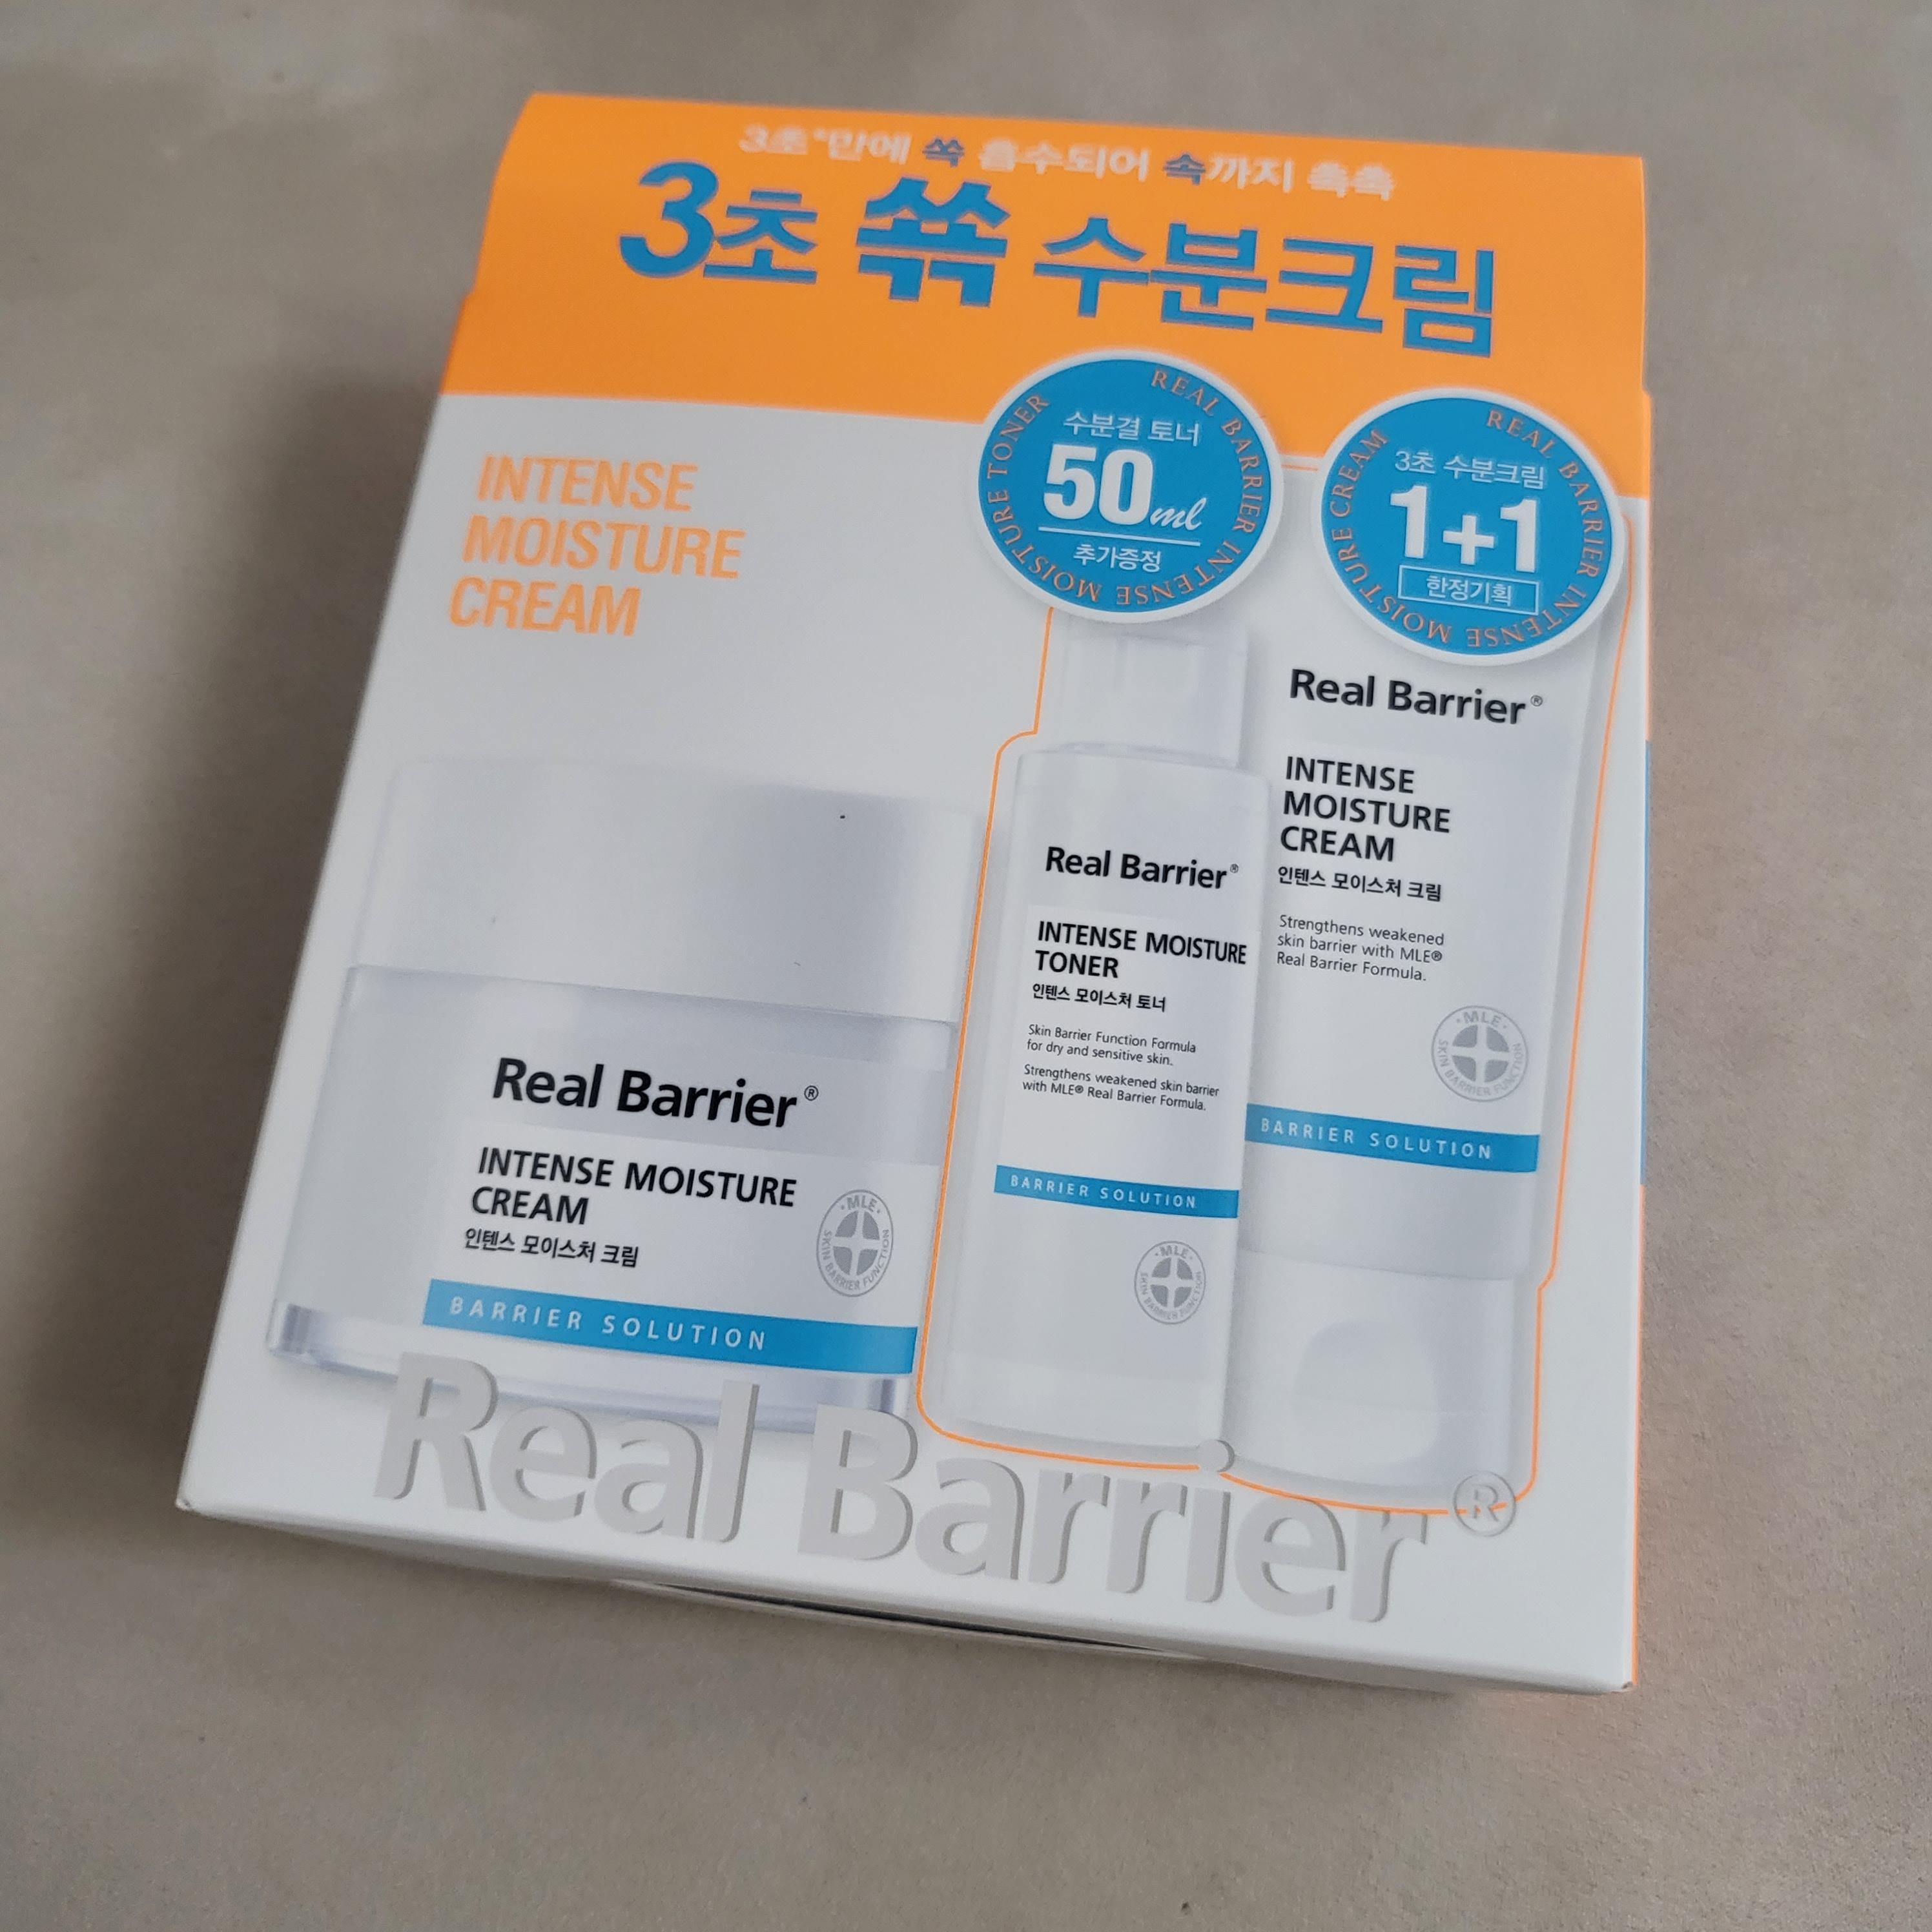 3초*만에 쏙 흡수되어 속까지 촉촉
3초 쏚 수분크림
INTENSE
MOISTURE
CREAM
REAL BARRIER INTENSE MOISTURE TONER
수분결 토너
50ml
추가증정
REAL BARRIER INTENSE MOISTURE CREAM
3초 수분크림
1+1
한정기획
Real Barrier®
INTENSE MOISTURE
CREAM
인텐스 모이스처 크림
·MLE·
SKIN BARRIER FUNCTION
BARRIER SOLUTION
Real Barrier®
INTENSE MOISTURE
TONER
인텐스 모이스처 토너
Skin Barrier Function Formula
for dry and sensitive skin.
Strengthens weakened skin barrier
with MLE® Real Barrier Formula.
BARRIER SOLUTION
·MLE·
SKIN BARRIER FUNCTION
Real Barrier®
INTENSE
MOISTURE
CREAM
인텐스 모이스처 크림
Strengthens weakened
skin barrier with MLE®
Real Barrier Formula.
·MLE·
SKIN BARRIER FUNCTION
BARRIER SOLUTION
Real Barrier®